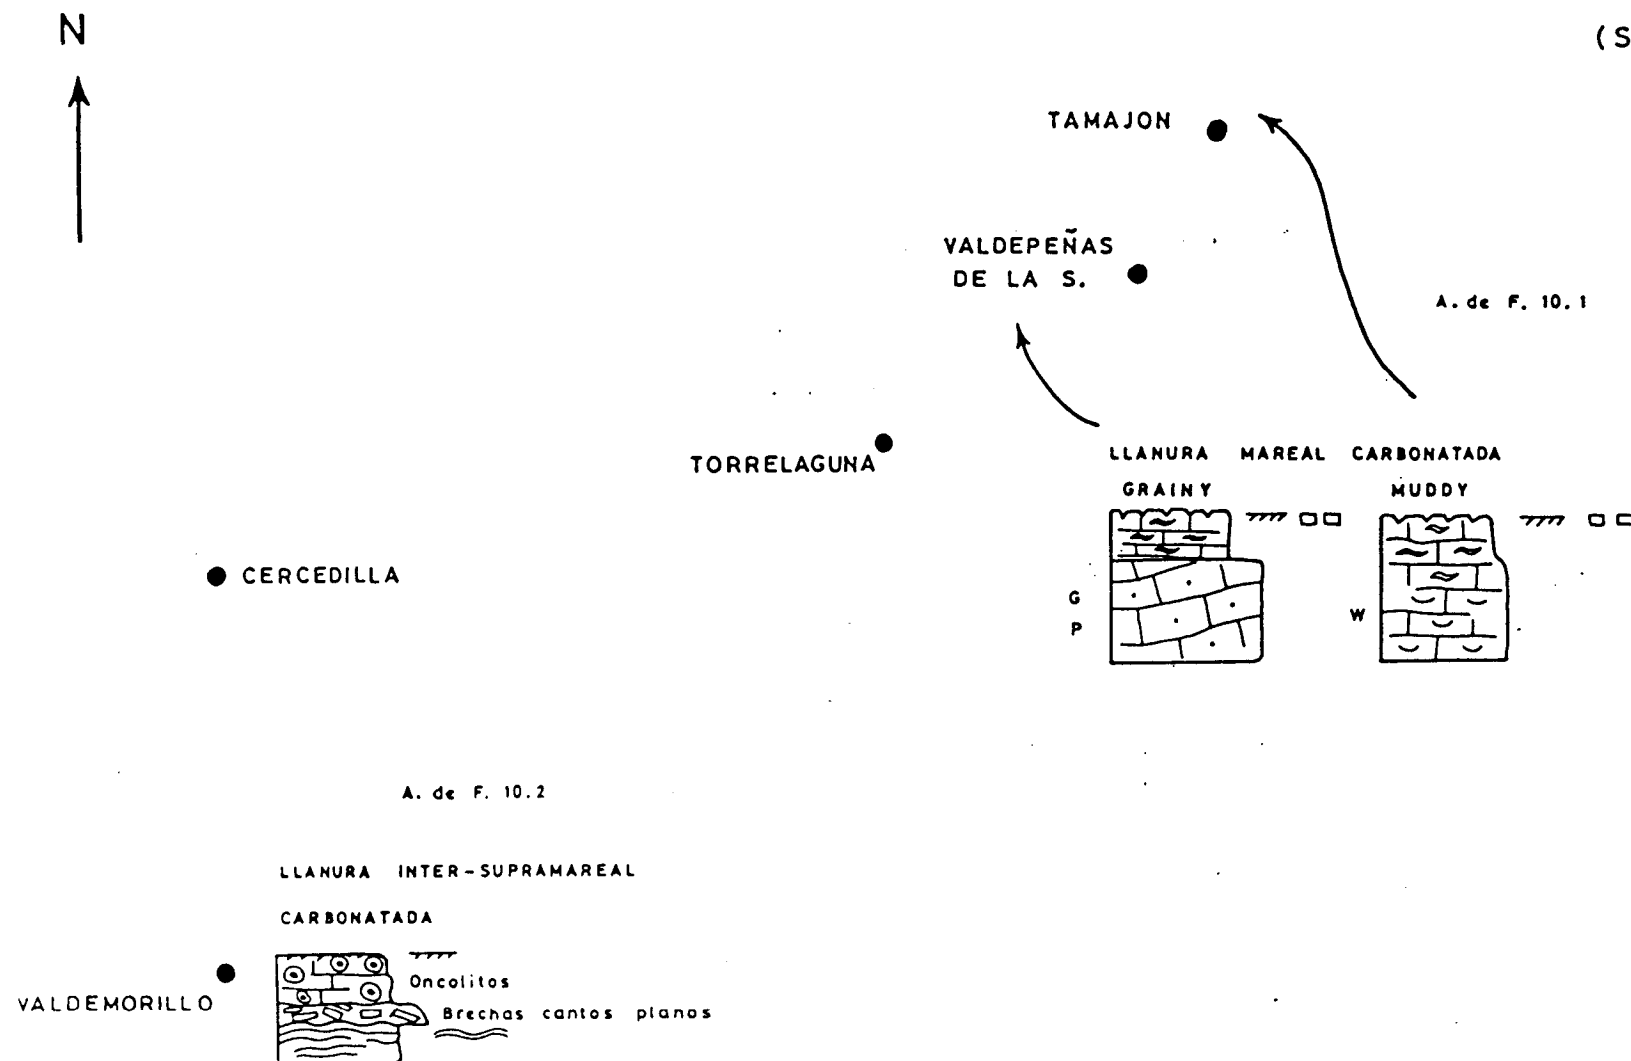 N
(S
TAMAJON
VALDEPEÑAS
DE LA S.
A. de F. 10.1
TORRELAGUNA
LLANURA MAREAL CARBONATADA
GRAINY MUDDY
CERCEDILLA
G
P
W
A. de F. 10.2
LLANURA INTER-SUPRAMAREAL
CARBONATADA
Oncolitos
VALDEMORILLO
Brechas cantos planos